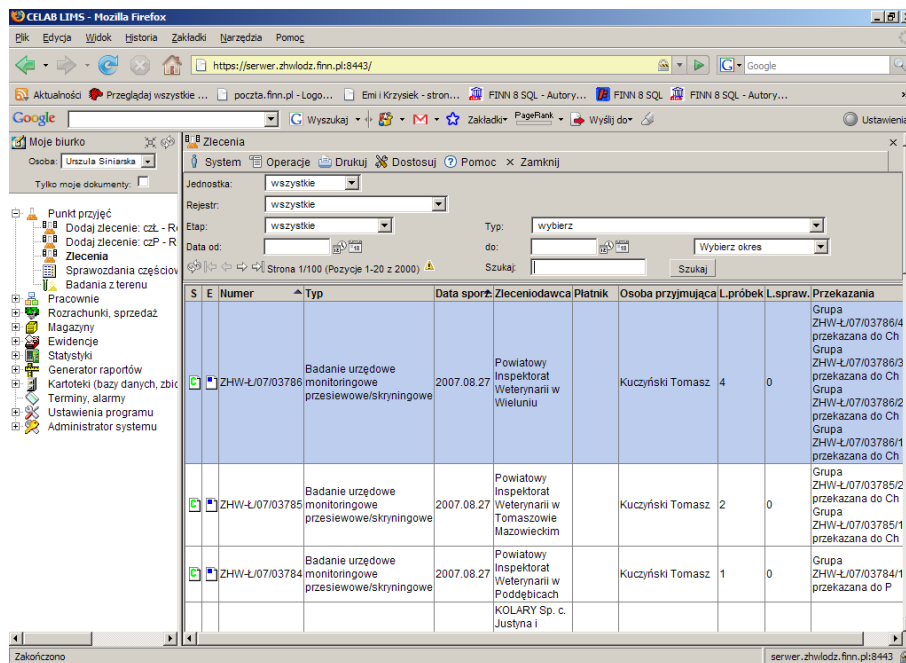 CELAB LIMS - Mozilla Firefox
Plik Edycja Widok Historia Zakładki Narzędzia Pomoc
https://serwer.zhwlodz.finn.pl:8443/
G Google
Aktualności Przeglądaj wszystkie ... poczta.finn.pl - Logo... Emi i Krzysiek - stron... FINN 8 SQL - Autory... FINN 8 SQL FINN 8 SQL - Autory...
Google G Wyszukaj Zakładki PageRank Wyślij do Ustawienia
Moje biurko
Osoba: Urszula Siniarska
Tylko moje dokumenty:
Punkt przyjęć
Dodaj zlecenie: czŁ - R
Dodaj zlecenie: czP - R
Zlecenia
Sprawozdania częściow
Badania z terenu
Pracownie
Rozrachunki, sprzedaż
Magazyny
Ewidencje
Statystyki
Generator raportów
Kartoteki (bazy danych, zbio
Terminy, alarmy
Ustawienia programu
Administrator systemu
Zlecenia
System Operacje Drukuj Dostosuj Pomoc Zamknij
Jednostka: wszystkie
Rejestr: wszystkie
Etap: wszystkie Typ: wybierz
Data od: do: Wybierz okres
Strona 1/100 (Pozycje 1-20 z 2000) Szukaj: Szukaj
S E Numer Typ Data sporz Zleceniodawca Płatnik Osoba przyjmująca L.próbek L.spraw. Przekazania
ZHW-Ł/07/03786
Badanie urzędowe
monitoringowe
przesiewowe/skryningowe
2007.08.27
Powiatowy
Inspektorat
Weterynarii w
Wieluniu
Kuczyński Tomasz 4 0
Grupa
ZHW-Ł/07/03786/4
przekazana do Ch
Grupa
ZHW-Ł/07/03786/3
przekazana do Ch
Grupa
ZHW-Ł/07/03786/2
przekazana do Ch
Grupa
ZHW-Ł/07/03786/1
przekazana do Ch
ZHW-Ł/07/03785
Badanie urzędowe
monitoringowe
przesiewowe/skryningowe
2007.08.27
Powiatowy
Inspektorat
Weterynarii w
Tomaszowie
Mazowieckim
Kuczyński Tomasz 2 0
Grupa
ZHW-Ł/07/03785/2
przekazana do Ch
Grupa
ZHW-Ł/07/03785/1
przekazana do Ch
ZHW-Ł/07/03784
Badanie urzędowe
monitoringowe
przesiewowe/skryningowe
2007.08.27
Powiatowy
Inspektorat
Weterynarii w
Poddębicach
Kuczyński Tomasz 1 0
Grupa
ZHW-Ł/07/03784/1
przekazana do P
KOLARY Sp. c.
Justyna i
Zakończono serwer.zhwlodz.finn.pl:8443